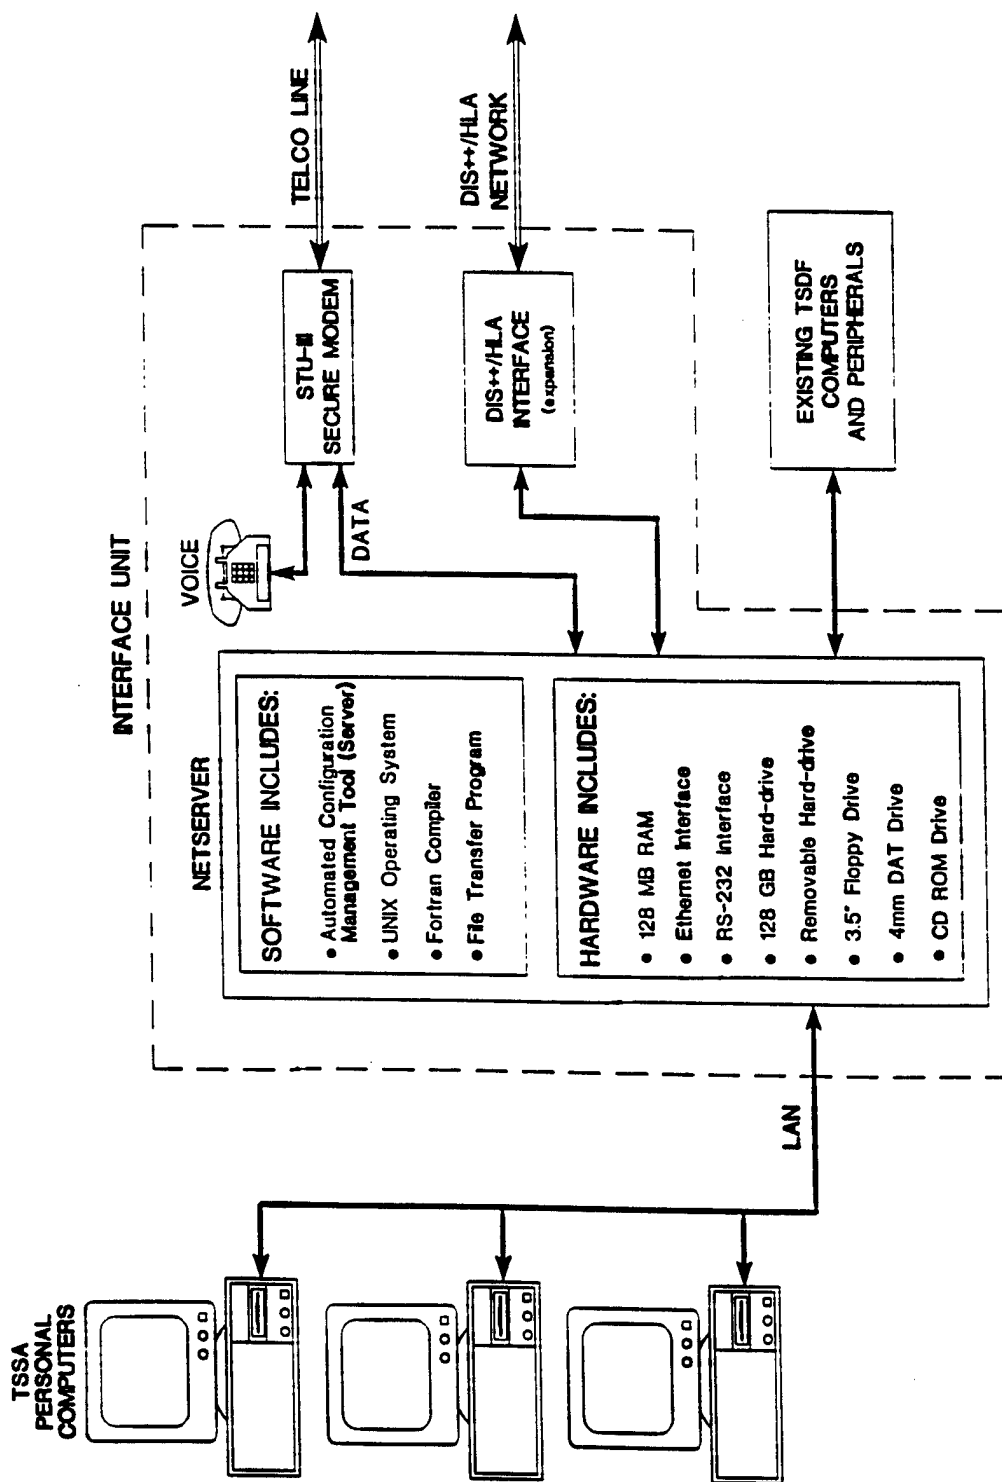 INTERFACE UNIT
TSSA
PERSONAL
COMPUTERS
NETSERVER
SOFTWARE INCLUDES:
● Automated Configuration
Management Tool (Server)
● UNIX Operating System
● Fortran Compiler
● File Transfer Program
HARDWARE INCLUDES:
● 128 MB RAM
● Ethernet Interface
● RS-232 Interface
● 128 GB Hard-drive
● Removable Hard-drive
● 3.5" Floppy Drive
● 4mm DAT Drive
● CD ROM Drive
LAN
VOICE
DATA
STU-III
SECURE MODEM
TELCO LINE
DIS++/HLA
INTERFACE
(expansion)
DIS++/HLA
NETWORK
EXISTING TSDF
COMPUTERS
AND PERIPHERALS